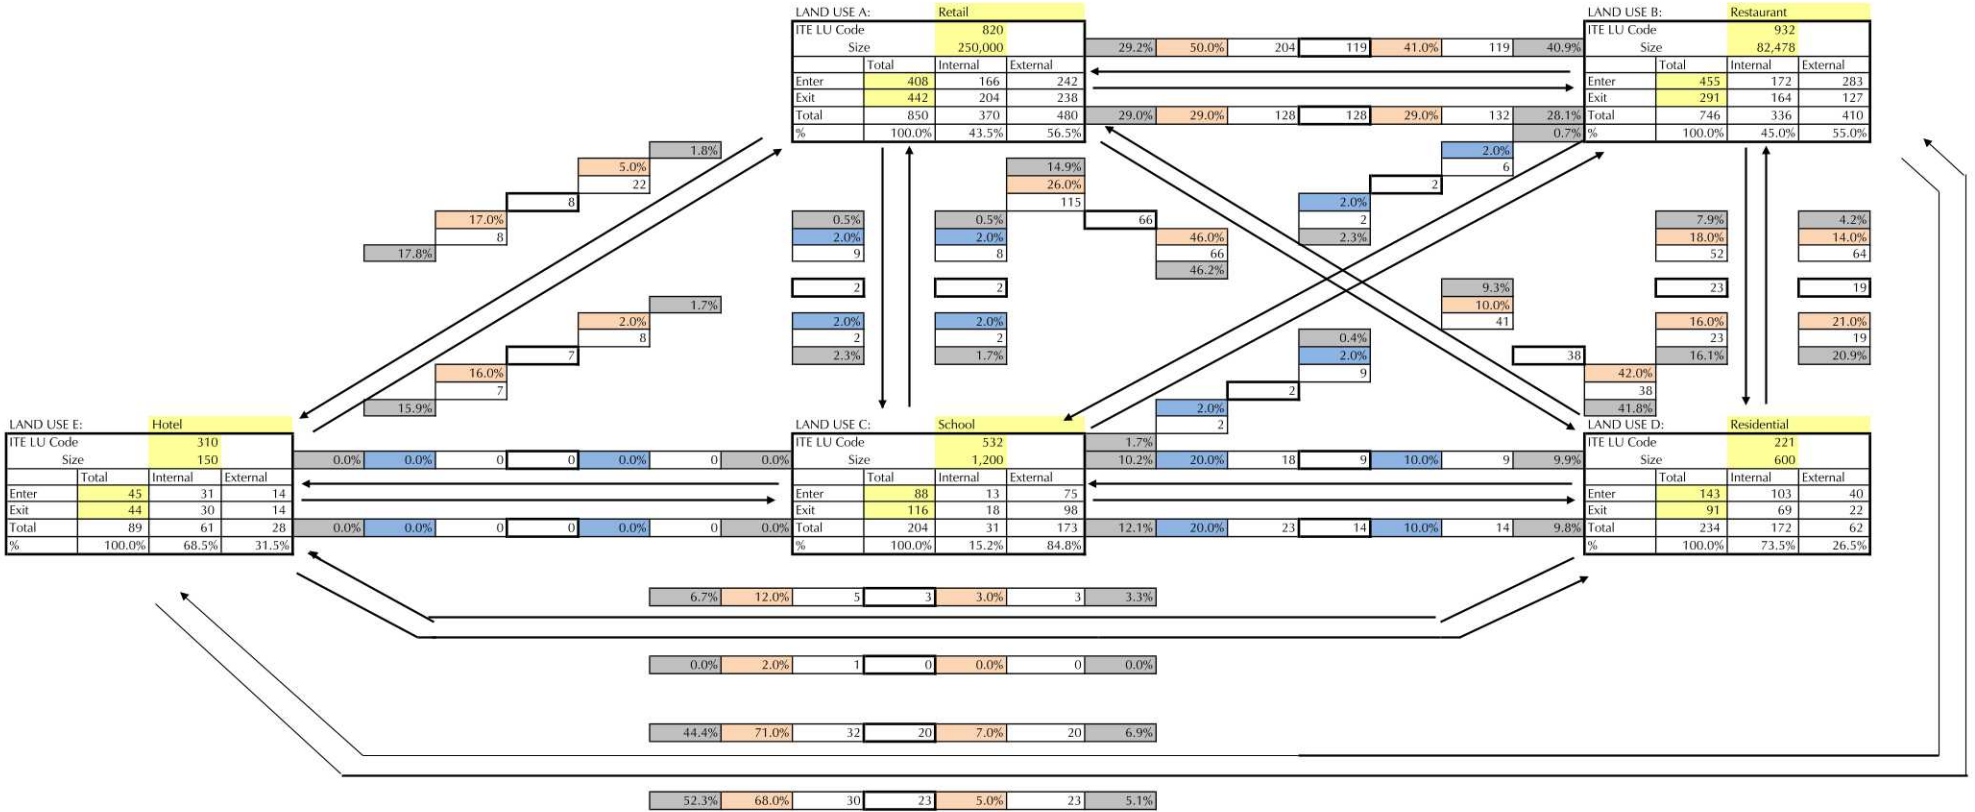 LAND USE A: Retail LAND USE B: Restaurant
ITE LU Code 820 ITE LU Code 932
Size 250,000 29.2% 50.0% 204 119 41.0% 119 40.9% Size 82,478
Total Internal External Total Internal External
Enter 408 166 242 Enter 455 172 283
Exit 442 204 238 Exit 291 164 127
Total 850 370 480 29.0% 29.0% 128 128 29.0% 132 28.1% Total 746 336 410
% 100.0% 43.5% 56.5% 0.7% % 100.0% 45.0% 55.0%
1.8% 2.0%
5.0% 14.9% 6
22 26.0% 2
8 115 2.0%
17.0% 0.5% 0.5% 66 2 7.9% 4.2%
8 2.0% 2.0% 46.0% 2.3% 18.0% 14.0%
17.8% 9 8 66 52 64
46.2%
2 2 9.3% 23 19
1.7% 10.0%
2.0% 2.0% 2.0% 41 16.0% 21.0%
8 2 2 0.4% 23 19
7 2.3% 1.7% 2.0% 38 16.1% 20.9%
16.0% 9 42.0%
7 2 38
15.9% 2.0% 41.8%
LAND USE E: Hotel LAND USE C: School 2 LAND USE D: Residential
ITE LU Code 310 ITE LU Code 532 1.7% ITE LU Code 221
Size 150 0.0% 0.0% 0 0 0.0% 0 0.0% Size 1,200 10.2% 20.0% 18 9 10.0% 9 9.9% Size 600
Total Internal External Total Internal External Total Internal External
Enter 45 31 14 Enter 88 13 75 Enter 143 103 40
Exit 44 30 14 Exit 116 18 98 Exit 91 69 22
Total 89 61 28 0.0% 0.0% 0 0 0.0% 0 0.0% Total 204 31 173 12.1% 20.0% 23 14 10.0% 14 9.8% Total 234 172 62
% 100.0% 68.5% 31.5% % 100.0% 15.2% 84.8% % 100.0% 73.5% 26.5%
6.7% 12.0% 5 3 3.0% 3 3.3%
0.0% 2.0% 1 0 0.0% 0 0.0%
44.4% 71.0% 32 20 7.0% 20 6.9%
52.3% 68.0% 30 23 5.0% 23 5.1%